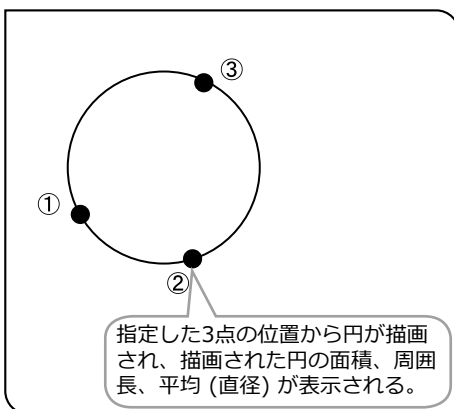 ③
①
②
指定した3点の位置から円が描画
され、描画された円の面積、周囲
長、平均 (直径) が表示される。